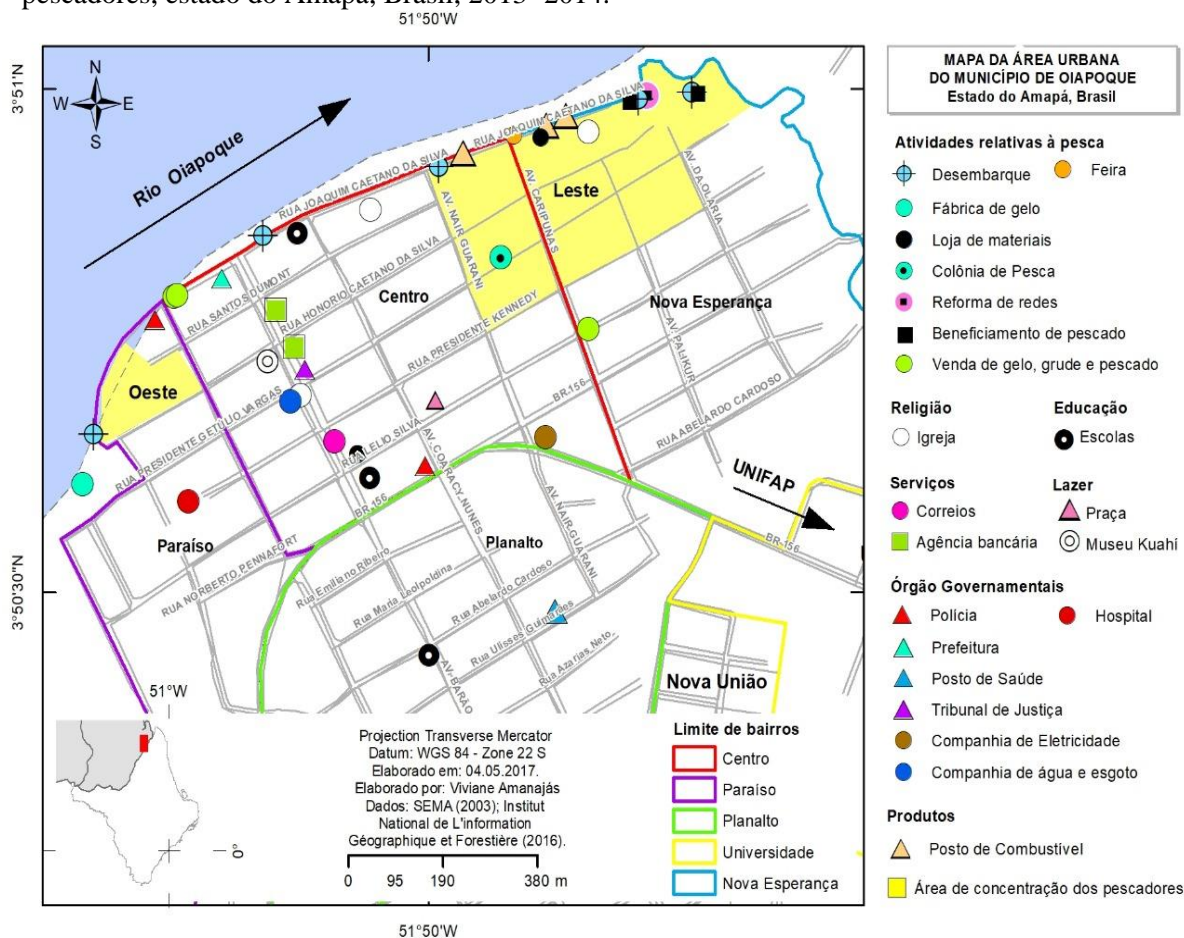 pescadores, estado do Amapá, Brasil, 2013- 2014.
51°50'W
3°51'N
N
W
E
S
Rio Oiapoque
RUA JOAQUIM CAETANO DA SILVA
RUA JOAQUIM CAETANO DA SILVA
Leste
AV. DA OLARIA
AV. CARIPUNAS
AV. NAIR GUARANI
RUA SANTOS DUMONT
RUA HONORIO CAETANO DA SILVA
Centro
Nova Esperança
RUA PRESIDENTE KENNEDY
AV. PALIKUR
Oeste
RUA PRESIDENTE GETÚLIO VARGAS
BR.156
RUA ABELARDO CARDOSO
RUA LELIO SILVA
AV. COARACY NUNES
UNIFAP
BR.156
AV. NAIR GUARANI
BR.156
Paraíso
Planalto
RUA NORBERTO PENNAFORT
Rua Emiliano Ribeiro
Rua Maria Leopoldina
Rua Abelardo Cardoso
Rua Ulisses Guimarães
Rua Azarias Neto
AV. BARÃO
3°50'30"N
Nova União
51°W
0°
Projection Transverse Mercator
Datum: WGS 84 - Zone 22 S
Elaborado em: 04.05.2017.
Elaborado por: Viviane Amanajás
Dados: SEMA (2003); Institut
National de L'information
Géographique et Forestière (2016).
0 95 190 380 m
Limite de bairros
Centro
Paraíso
Planalto
Universidade
Nova Esperança
51°50'W
MAPA DA ÁREA URBANA
DO MUNICÍPIO DE OIAPOQUE
Estado do Amapá, Brasil
Atividades relativas à pesca
Desembarque
Feira
Fábrica de gelo
Loja de materiais
Colônia de Pesca
Reforma de redes
Beneficiamento de pescado
Venda de gelo, grude e pescado
Religião
Educação
Igreja
Escolas
Serviços
Lazer
Correios
Praça
Agência bancária
Museu Kuahí
Órgão Governamentais
Polícia
Hospital
Prefeitura
Posto de Saúde
Tribunal de Justiça
Companhia de Eletricidade
Companhia de água e esgoto
Produtos
Posto de Combustível
Área de concentração dos pescadores